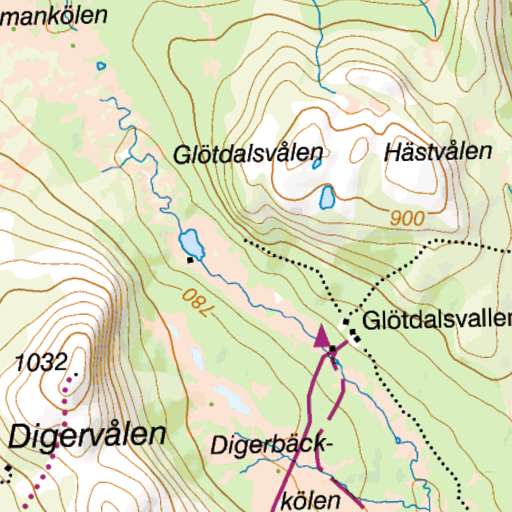 mankölen
Glötdalsvålen
Hästvålen
900
780
Glötdalsvallen
1032
Digervålen
Digerbäck-
kölen